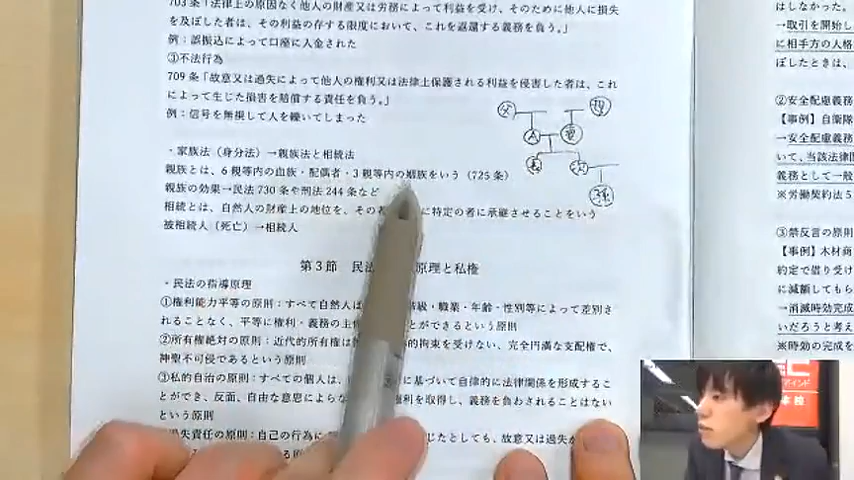 703条「法律上の原因なく他人の財産又は労務によって利益を受け、そのために他人に損失
を及ぼした者は、その利益の存する限度において、これを返還する義務を負う。」
例：誤振込によって口座に入金された
③不法行為
709条「故意又は過失によって他人の権利又は法律上保護される利益を侵害した者は、これ
によって生じた損害を賠償する責任を負う。」
例：信号を無視して人を轢いてしまった
・家族法（身分法）→親族法と相続法
親族とは、6親等内の血族・配偶者・3親等内の姻族をいう（725条）
親族の効果→民法730条や刑法244条など
相続とは、自然人の財産上の地位を、その者 に特定の者に承継させることをいう
被相続人（死亡）→相続人
父
A
妻
孫
第3節 民法 原理と私権
・民法の指導原理
①権利能力平等の原則：すべて自然人は 階級・職業・年齢・性別等によって差別さ
れることなく、平等に権利・義務の主体 とができるという原則
②所有権絶対の原則：近代的所有権は 的拘束を受けない、完全円満な支配権で、
神聖不可侵であるという原則
③私的自治の原則：すべての個人は、 に基づいて自律的に法律関係を形成するこ
とができ、反面、自由な意思によらな 権利を取得し、義務を負わされることはない
という原則
過失責任の原則：自己の行為に じたとしても、故意又は過失が
はしなかった。
→取引を開始し
に相手方の人格
ぼしたときは、
②安全配慮義務
【事例】自衛隊
→安全配慮義務
いて、当該法律関
義務として一般
※労働契約法5
③禁反言の原則
【事例】木材商
約定で借り受け
に減額してもら
→消滅時効完成
いだろうと考え
※時効の完成を
マインド